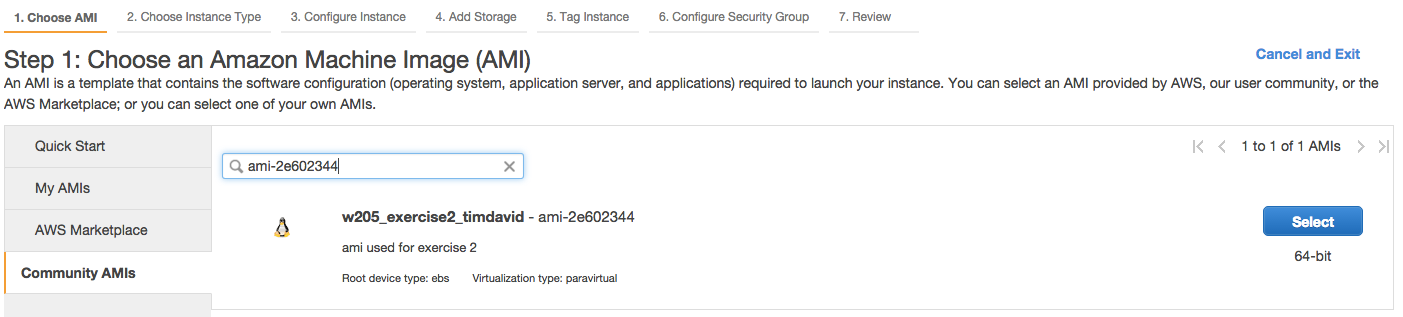 1. Choose AMI 2. Choose Instance Type 3. Configure Instance 4. Add Storage 5. Tag Instance 6. Configure Security Group 7. Review
Step 1: Choose an Amazon Machine Image (AMI)
Cancel and Exit
An AMI is a template that contains the software configuration (operating system, application server, and applications) required to launch your instance. You can select an AMI provided by AWS, our user community, or the
AWS Marketplace; or you can select one of your own AMIs.
Quick Start
My AMIs
AWS Marketplace
Community AMIs
ami-2e602344
1 to 1 of 1 AMIs
w205_exercise2_timdavid - ami-2e602344
ami used for exercise 2
Root device type: ebs Virtualization type: paravirtual
Select
64-bit